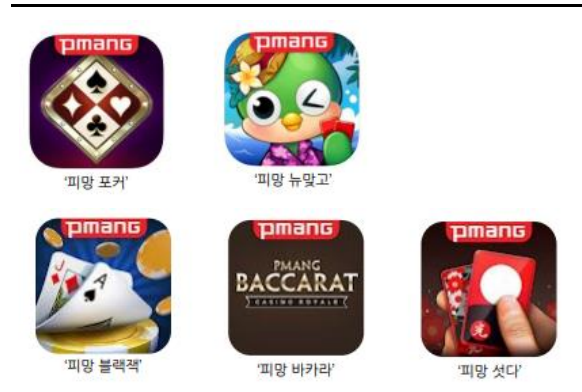 pmang
pmang
'피망 포커'
'피망 뉴맞고'
pmang
pmang
pmang
J
A
PMANG
BACCARAT
CASINO ROYALE
光
'피망 블랙잭'
'피망 바카라'
'피망 섯다'